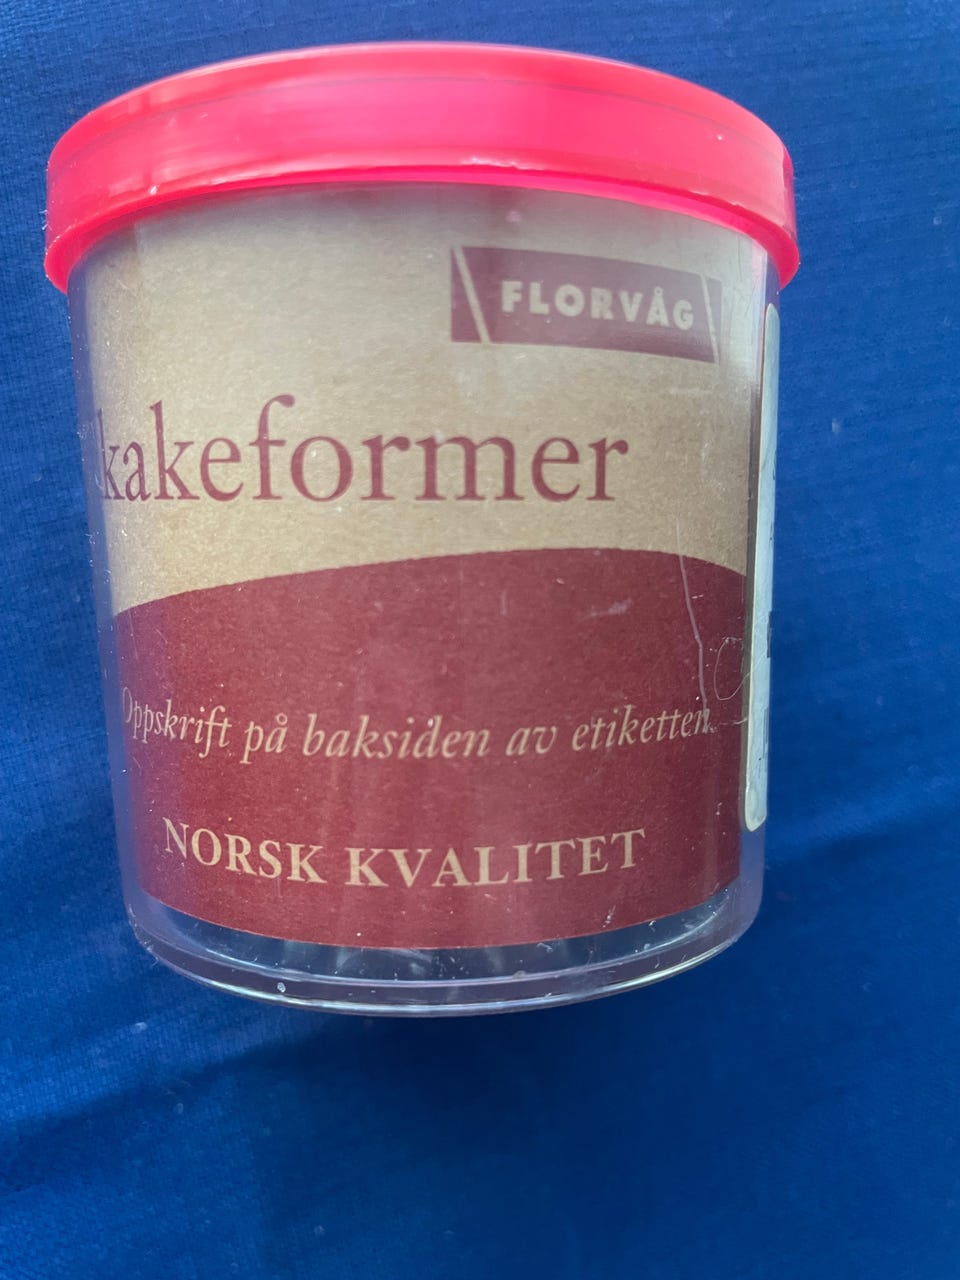 FLORVÅG
kakeformer
Oppskrift på baksiden av etiketten
NORSK KVALITET